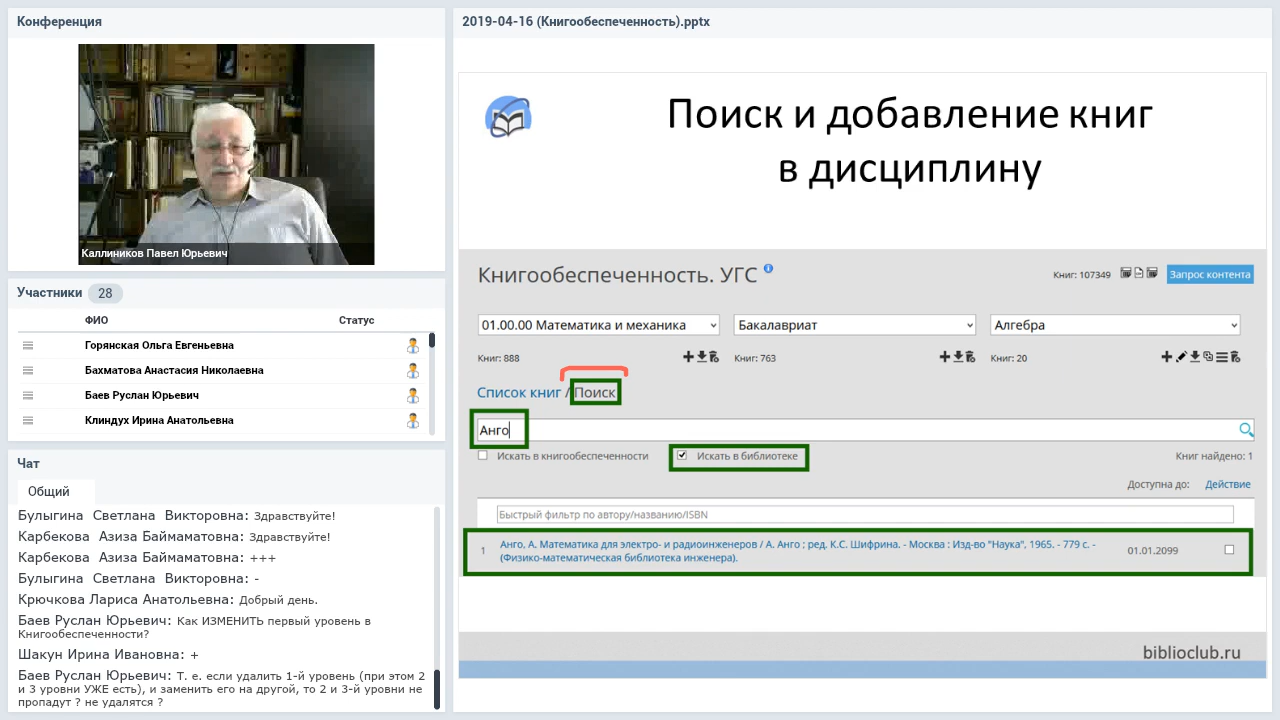 Конференция
Каллиников Павел Юрьевич
Участники 28
ФИО Статус
Горянская Ольга Евгеньевна
Бахматова Анастасия Николаевна
Баев Руслан Юрьевич
Клиндух Ирина Анатольевна
Чат
Общий
Булыгина Светлана Викторовна: Здравствуйте!
Карбекова Азиза Баймаматовна: Здравствуйте!
Карбекова Азиза Баймаматовна: +++
Булыгина Светлана Викторовна: -
Крючкова Лариса Анатольевна: Добрый день.
Баев Руслан Юрьевич: Как ИЗМЕНИТЬ первый уровень в
Книгообеспеченности?
Шакун Ирина Ивановна: +
Баев Руслан Юрьевич: Т. е. если удалить 1-й уровень (при этом 2
и 3 уровни УЖЕ есть), и заменить его на другой, то 2 и 3-й уровни не
пропадут ? не удалятся ?
2019-04-16 (Книгообеспеченность).pptx
Поиск и добавление книг
в дисциплину
Книгообеспеченность. УГС
Книг: 107349
Запрос контента
01.00.00 Математика и механика
Бакалавриат
Алгебра
Книг: 888
Книг: 763
Книг: 20
Список книг / Поиск
Анго
Искать в книгообеспеченности
Искать в библиотеке
Книг найдено: 1
Доступна до: Действие
Быстрый фильтр по автору/названию/ISBN
1 Анго, А. Математика для электро- и радиоинженеров / А. Анго ; ред. К.С. Шифрина. - Москва : Изд-во "Наука", 1965. - 779 с. -
(Физико-математическая библиотека инженера).
01.01.2099
biblioclub.ru